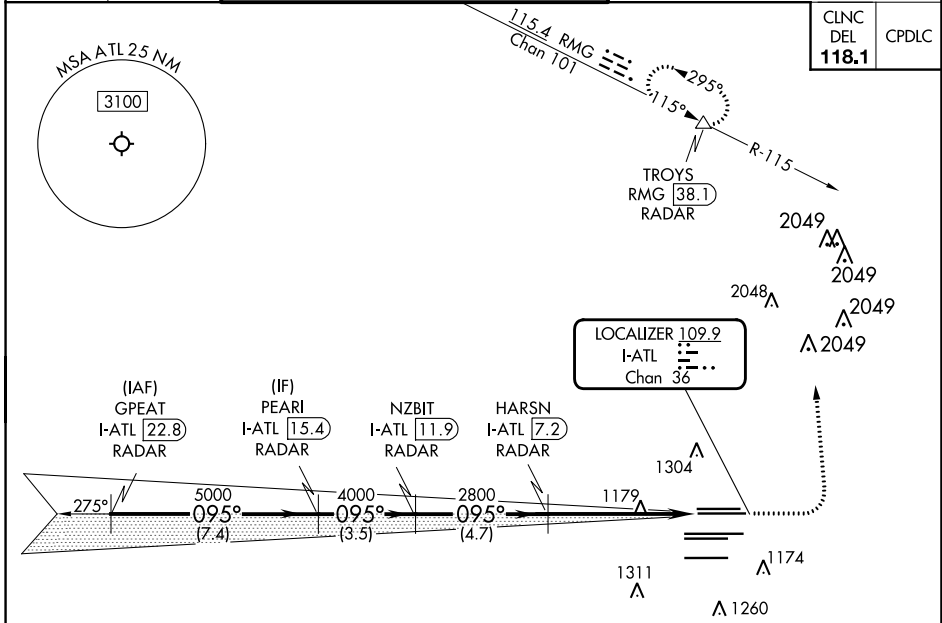 CLNC
DEL
118.1
CPDLC
MSA ATL 25 NM
3100
115.4 RMG
Chan 101
295°
115°
R-115
TROYS
RMG 38.1
RADAR
2049
2049
2048
2049
2049
LOCALIZER 109.9
I-ATL
Chan 36
(IAF)
GPEAT
I-ATL 22.8
RADAR
(IF)
PEARI
I-ATL 15.4
RADAR
NZBIT
I-ATL 11.9
RADAR
HARSN
I-ATL 7.2
RADAR
1304
1179
275°
5000
095°
(7.4)
4000
095°
(3.5)
2800
095°
(4.7)
1174
1311
1260